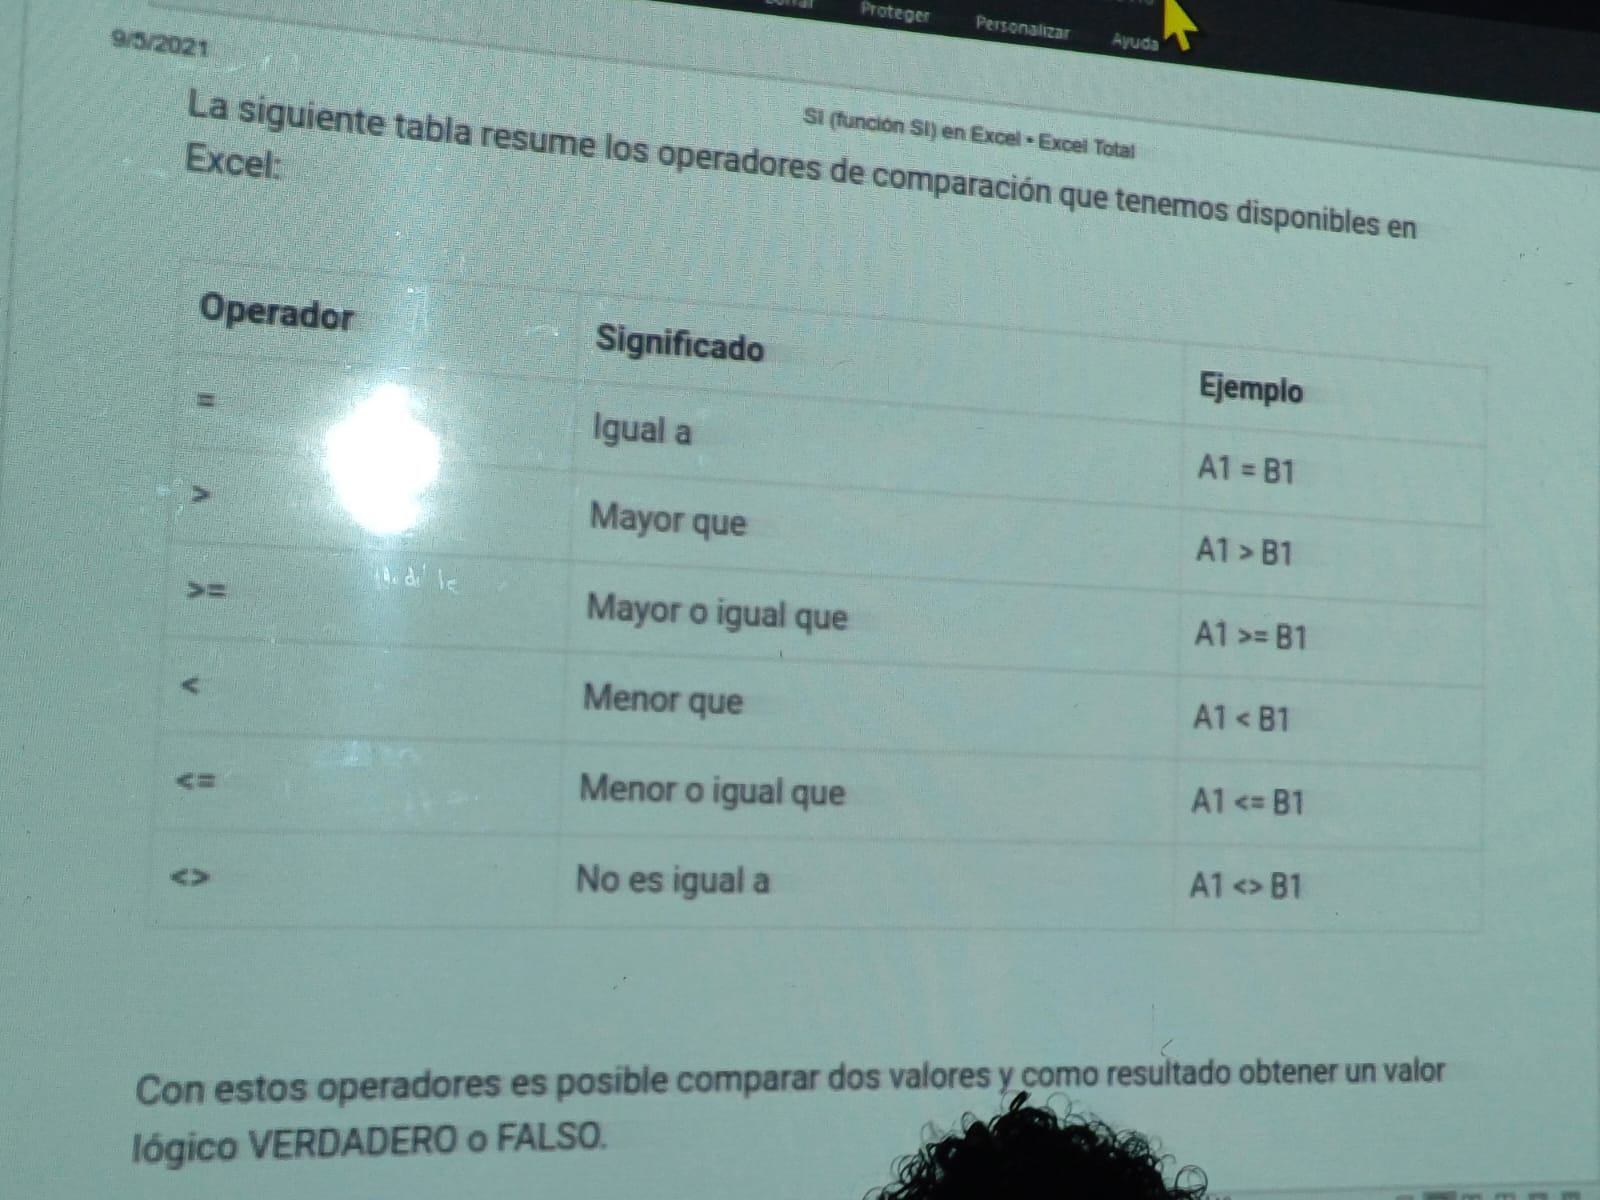 Proteger
Personalizar
Ayuda
9/5/2021
SI (función SI) en Excel • Excel Total
La siguiente tabla resume los operadores de comparación que tenemos disponibles en
Excel:
Operador Significado Ejemplo
= Igual a A1 = B1
> Mayor que A1 > B1
>= Mayor o igual que A1 >= B1
< Menor que A1 < B1
<= Menor o igual que A1 <= B1
<> No es igual a A1 <> B1
Con estos operadores es posible comparar dos valores y como resultado obtener un valor
lógico VERDADERO o FALSO.